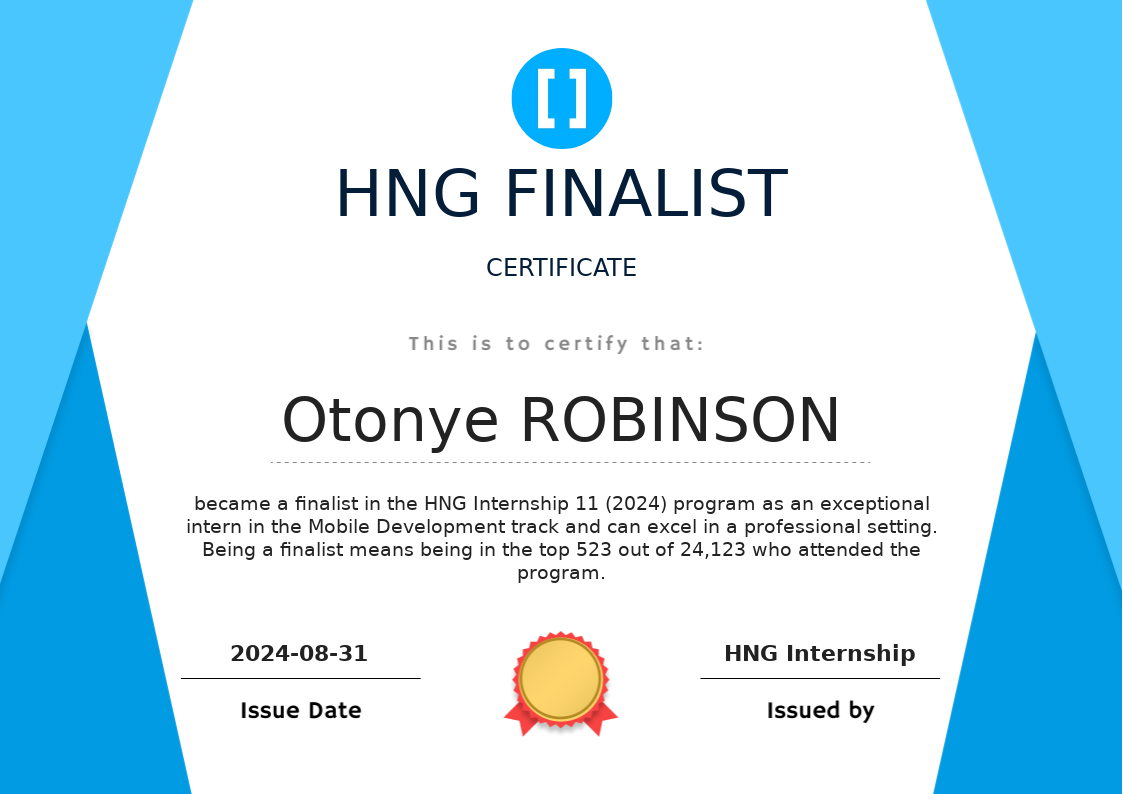 [ ]
HNG FINALIST
CERTIFICATE
This is to certify that:
Otonye ROBINSON
became a finalist in the HNG Internship 11 (2024) program as an exceptional
intern in the Mobile Development track and can excel in a professional setting.
Being a finalist means being in the top 523 out of 24,123 who attended the
program.
2024-08-31
HNG Internship
Issue Date
Issued by